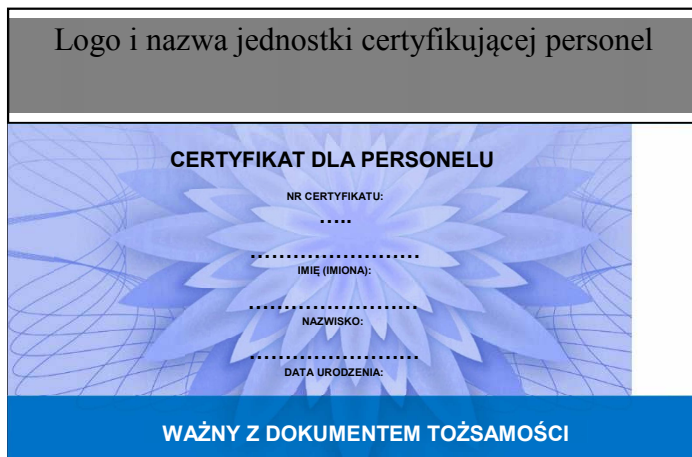 Logo i nazwa jednostki certyfikującej personel
CERTYFIKAT DLA PERSONELU
NR CERTYFIKATU:
.....
........................
IMIĘ (IMIONA):
........................
NAZWISKO:
........................
DATA URODZENIA:
WAŻNY Z DOKUMENTEM TOŻSAMOŚCI